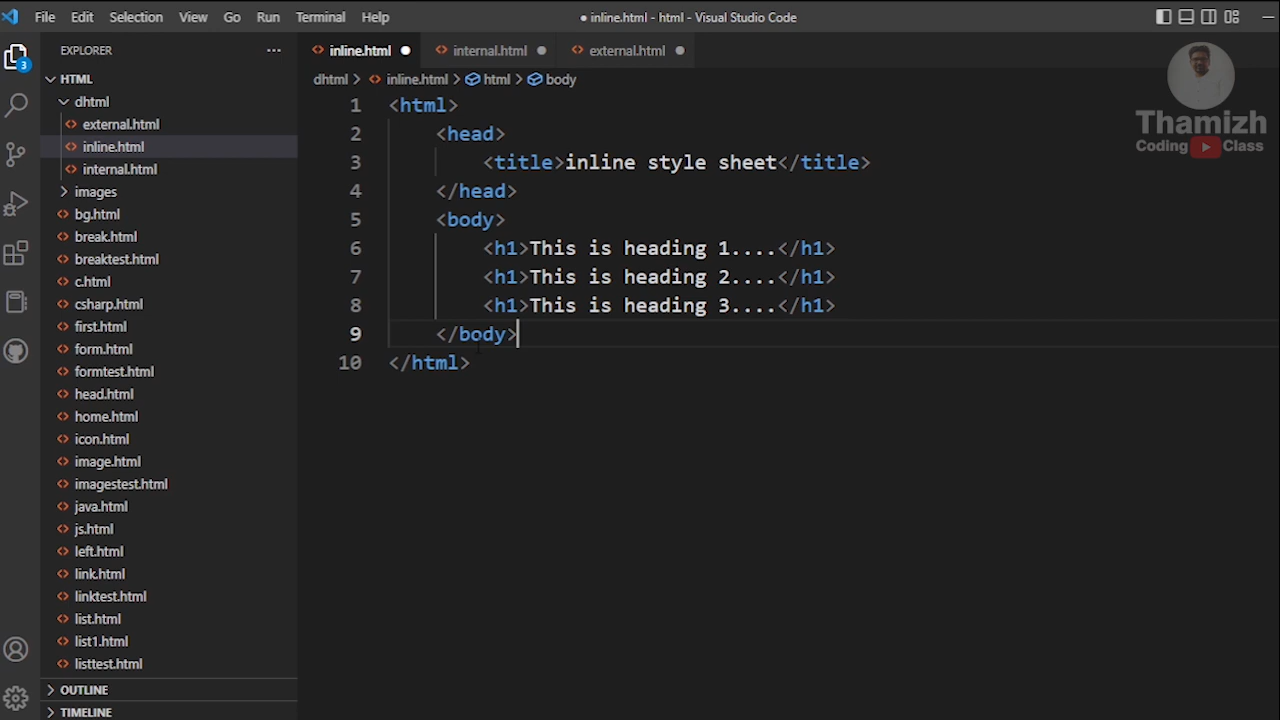 File Edit Selection View Go Run Terminal Help
● inline.html - html - Visual Studio Code
EXPLORER ...
3
HTML
dhtml
external.html
inline.html
internal.html
images
bg.html
break.html
breaktest.html
c.html
csharp.html
first.html
form.html
formtest.html
head.html
home.html
icon.html
image.html
imagestest.html
java.html
js.html
left.html
link.html
linktest.html
list.html
list1.html
listtest.html
OUTLINE
TIMELINE
inline.html internal.html external.html
dhtml > inline.html > html > body
1 <html>
2 <head>
3 <title>inline style sheet</title>
4 </head>
5 <body>
6 <h1>This is heading 1....</h1>
7 <h1>This is heading 2....</h1>
8 <h1>This is heading 3....</h1>
9 </body>
10 </html>
Thamizh
Coding Class